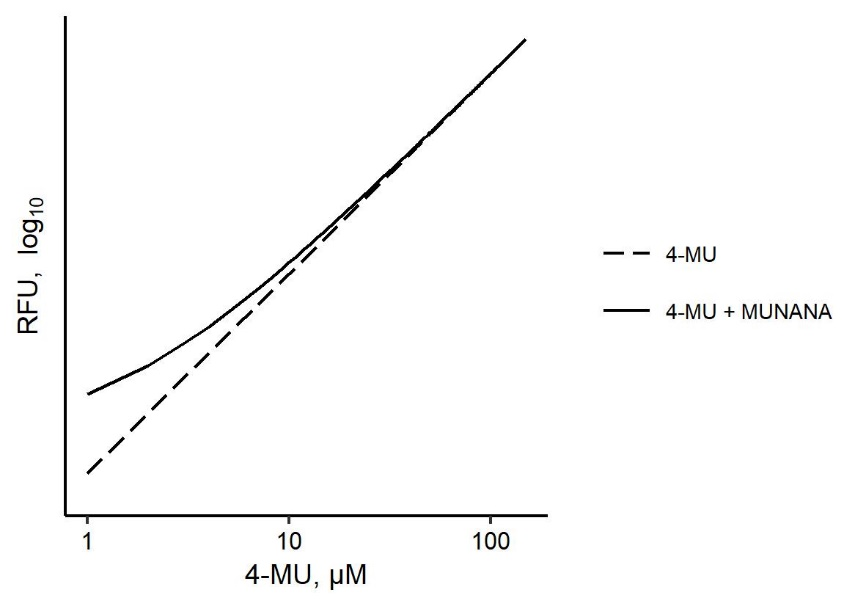 RFU, log10
4-MU
4-MU + MUNANA
1 10 100
4-MU, µM